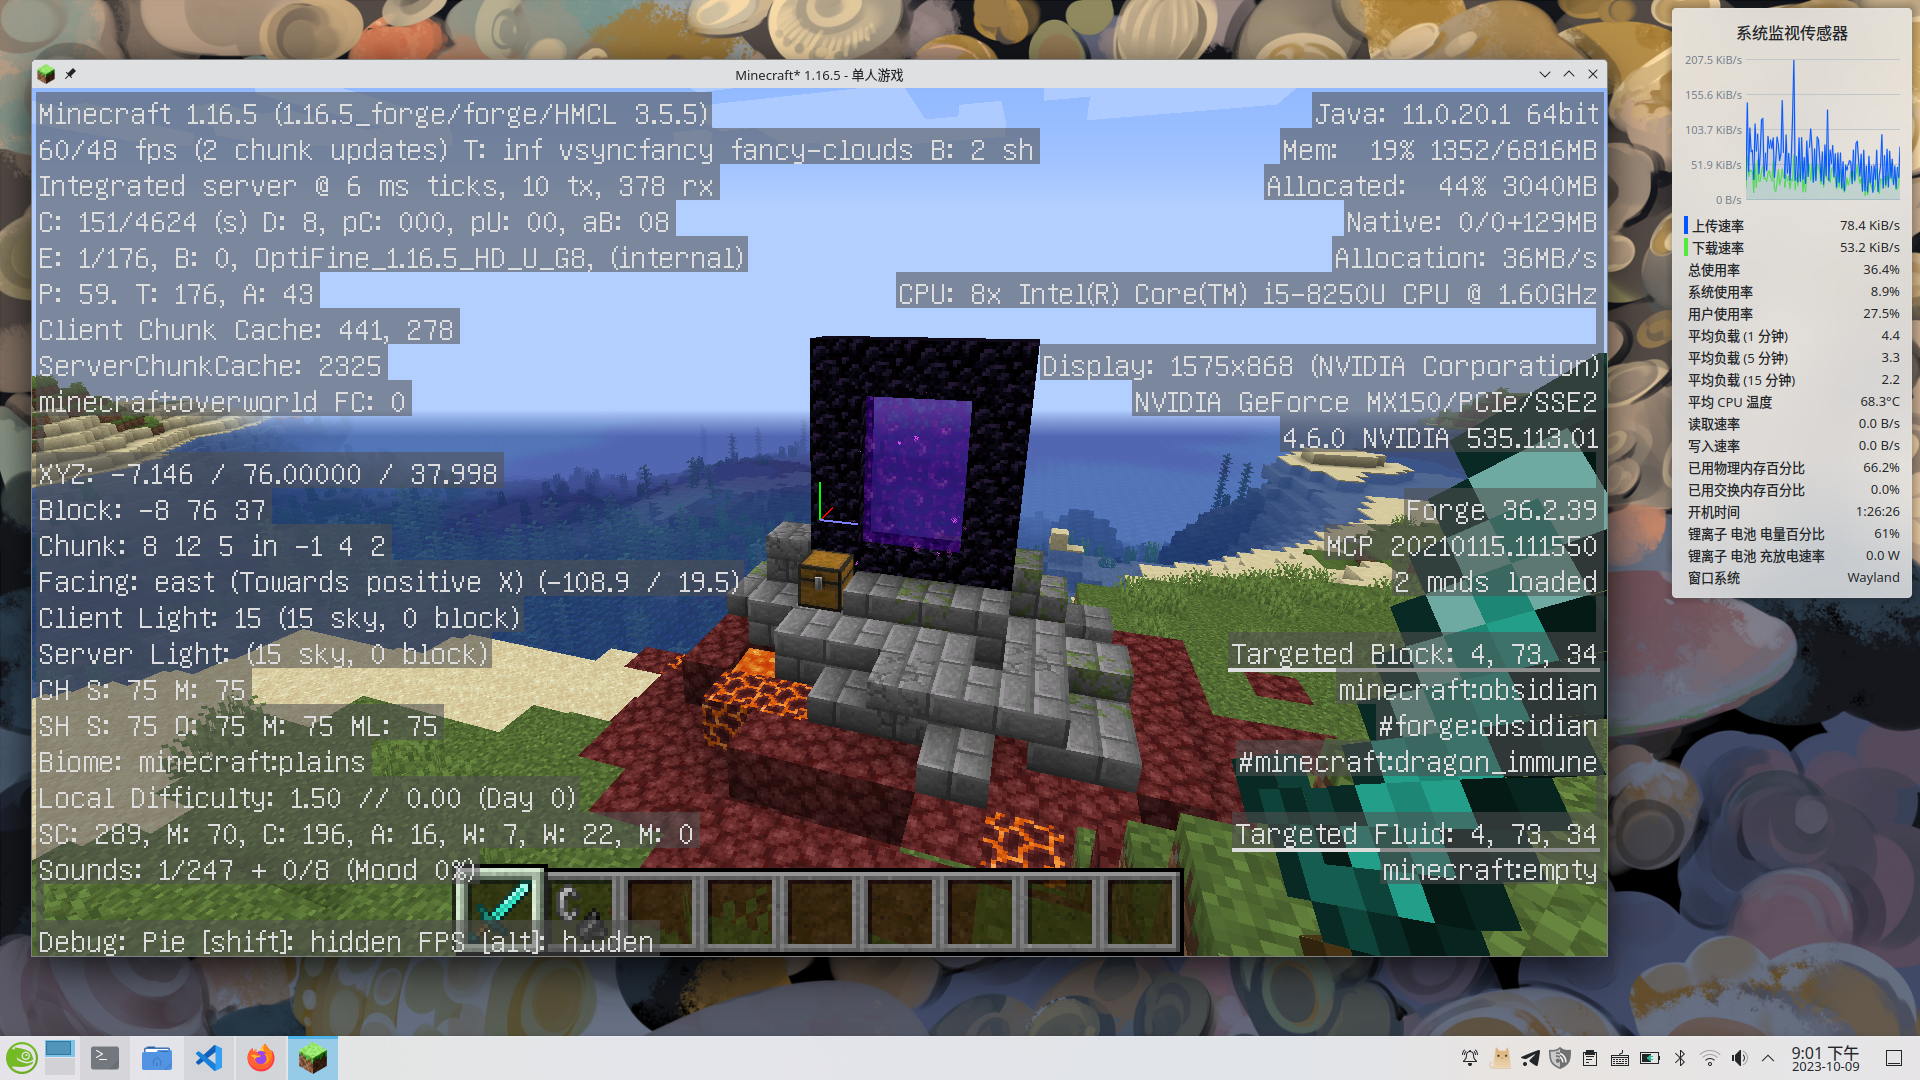 Minecraft* 1.16.5 - 单人游戏
Minecraft 1.16.5 (1.16.5_forge/forge/HMCL 3.5.5)
60/48 fps (2 chunk updates) T: inf vsyncfancy fancy-clouds B: 2 sh
Integrated server @ 6 ms ticks, 10 tx, 378 rx
C: 151/4624 (s) D: 8, pC: 000, pU: 00, aB: 08
E: 1/176, B: 0, OptiFine_1.16.5_HD_U_G8, (internal)
P: 59. T: 176, A: 43
Client Chunk Cache: 441, 278
ServerChunkCache: 2325
minecraft:overworld FC: 0
XYZ: -7.146 / 76.00000 / 37.998
Block: -8 76 37
Chunk: 8 12 5 in -1 4 2
Facing: east (Towards positive X) (-108.9 / 19.5)
Client Light: 15 (15 sky, 0 block)
Server Light: (15 sky, 0 block)
CH S: 75 M: 75
SH S: 75 O: 75 M: 75 ML: 75
Biome: minecraft:plains
Local Difficulty: 1.50 // 0.00 (Day 0)
SC: 289, M: 70, C: 196, A: 16, W: 7, W: 22, M: 0
Sounds: 1/247 + 0/8 (Mood 0%)
Debug: Pie [shift]: hidden FPS [alt]: hidden
Java: 11.0.20.1 64bit
Mem: 19% 1352/6816MB
Allocated: 44% 3040MB
Native: 0/0+129MB
Allocation: 36MB/s
CPU: 8x Intel(R) Core(TM) i5-8250U CPU @ 1.60GHz
Display: 1575x868 (NVIDIA Corporation)
NVIDIA GeForce MX150/PCIe/SSE2
4.6.0 NVIDIA 535.113.01
Forge 36.2.39
MCP 20210115.111550
2 mods loaded
Targeted Block: 4, 73, 34
minecraft:obsidian
#forge:obsidian
#minecraft:dragon_immune
Targeted Fluid: 4, 73, 34
minecraft:empty
系统监视传感器
207.5 KiB/s
155.6 KiB/s
103.7 KiB/s
51.9 KiB/s
0 B/s
上传速率 78.4 KiB/s
下载速率 53.2 KiB/s
总使用率 36.4%
系统使用率 8.9%
用户使用率 27.5%
平均负载 (1 分钟) 4.4
平均负载 (5 分钟) 3.3
平均负载 (15 分钟) 2.2
平均 CPU 温度 68.3°C
读取速率 0.0 B/s
写入速率 0.0 B/s
已用物理内存百分比 66.2%
已用交换内存百分比 0.0%
开机时间 1:26:26
锂离子 电池 电量百分比 61%
锂离子 电池 充放电速率 0.0 W
窗口系统 Wayland
9:01 下午
2023-10-09